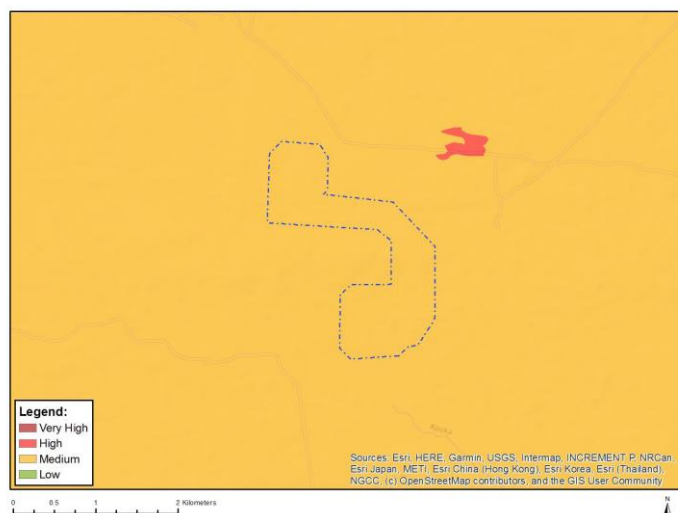 Kooka
Legend:
Very High
High
Medium
Low
Sources: Esri, HERE, Garmin, USGS, Intermap, INCREMENT P, NRCan,
Esri Japan, METI, Esri China (Hong Kong), Esri Korea, Esri (Thailand),
NGCC, (c) OpenStreetMap contributors, and the GIS User Community
0 0.5 1 2 Kilometers
N